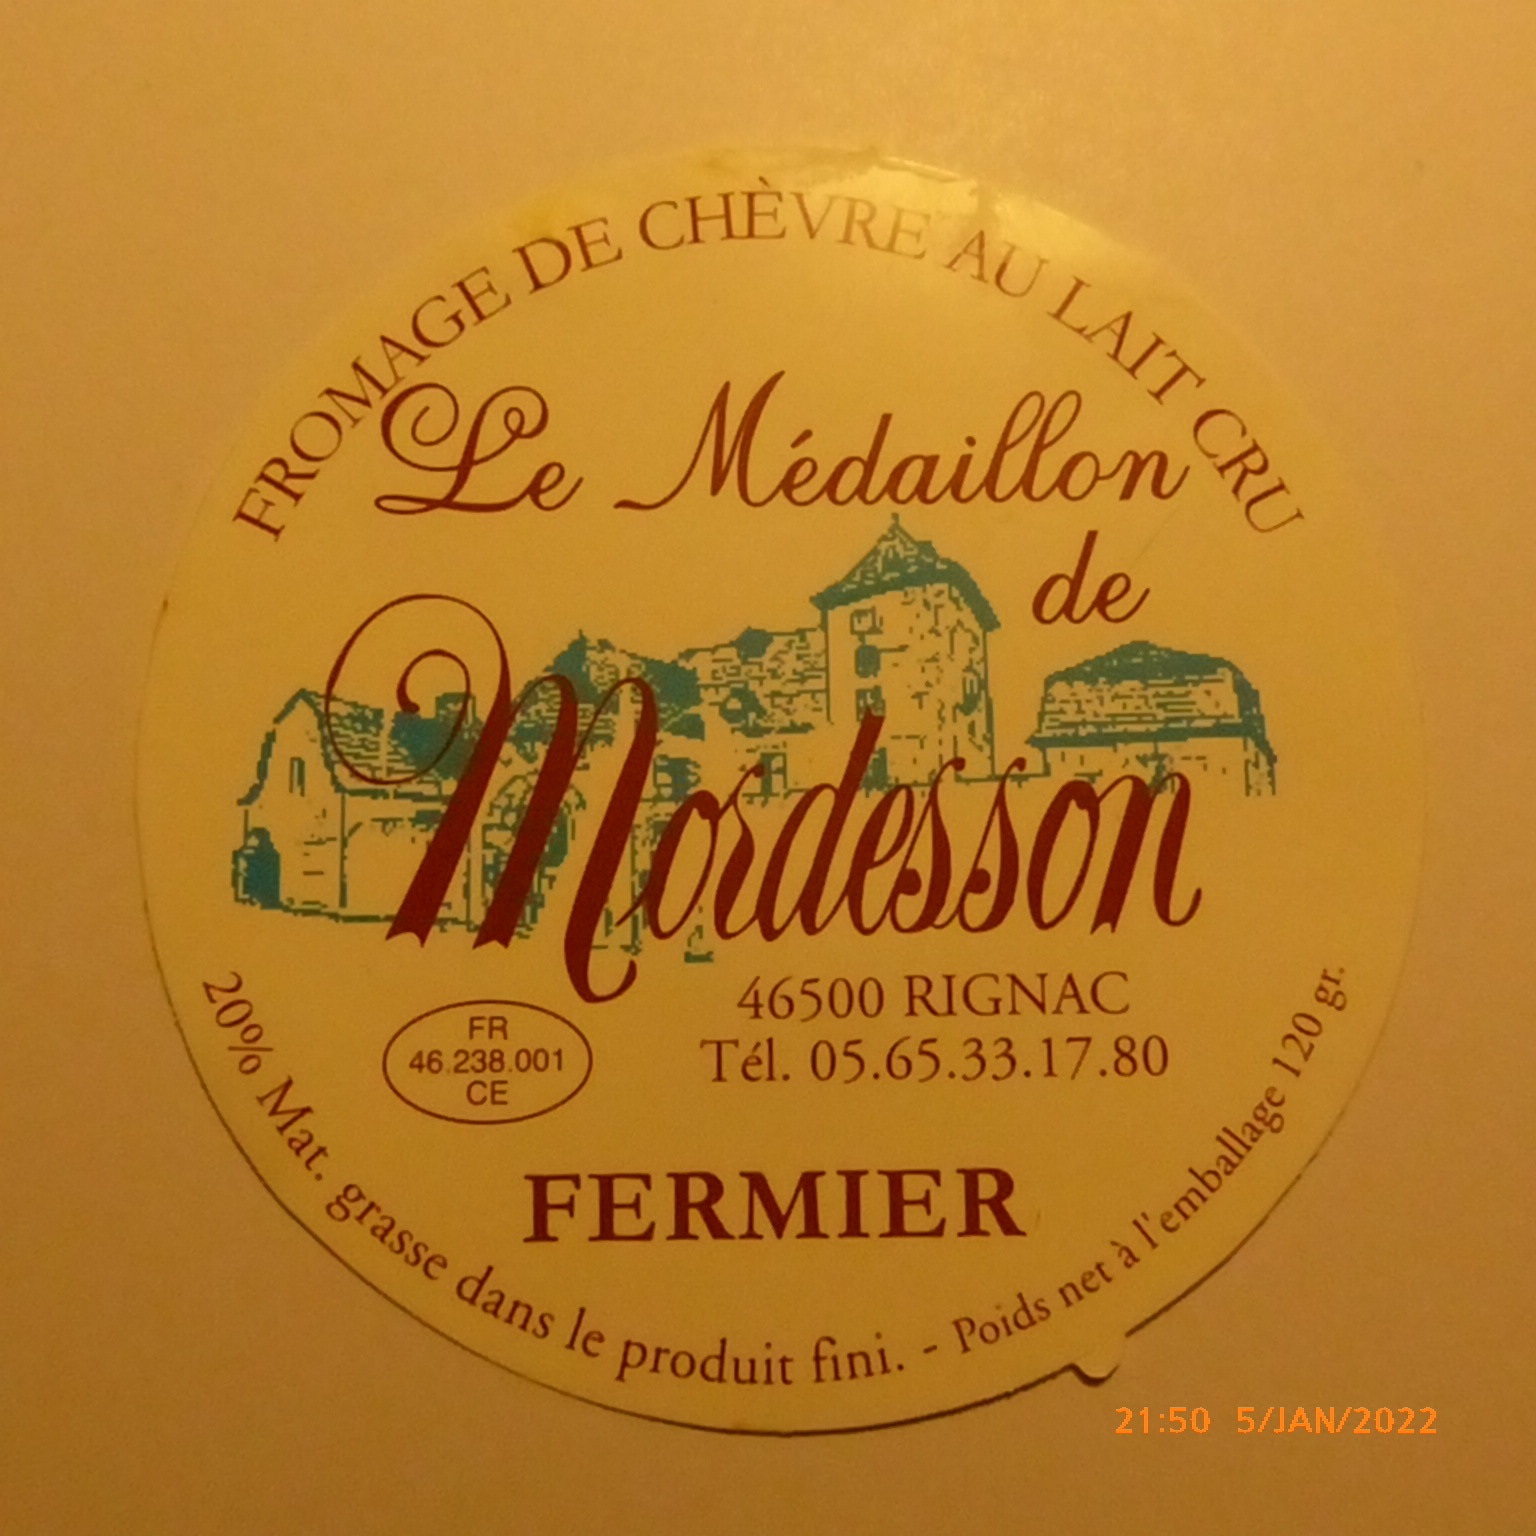 FROMAGE DE CHÈVRE AU LAIT CRU
Le Médaillon
de
Mordesson
46500 RIGNAC
Tél. 05.65.33.17.80
FR
46.238.001
CE
FERMIER
20% Mat. grasse dans le produit fini. - Poids net à l'emballage 120 gr.
21:50 5/JAN/2022